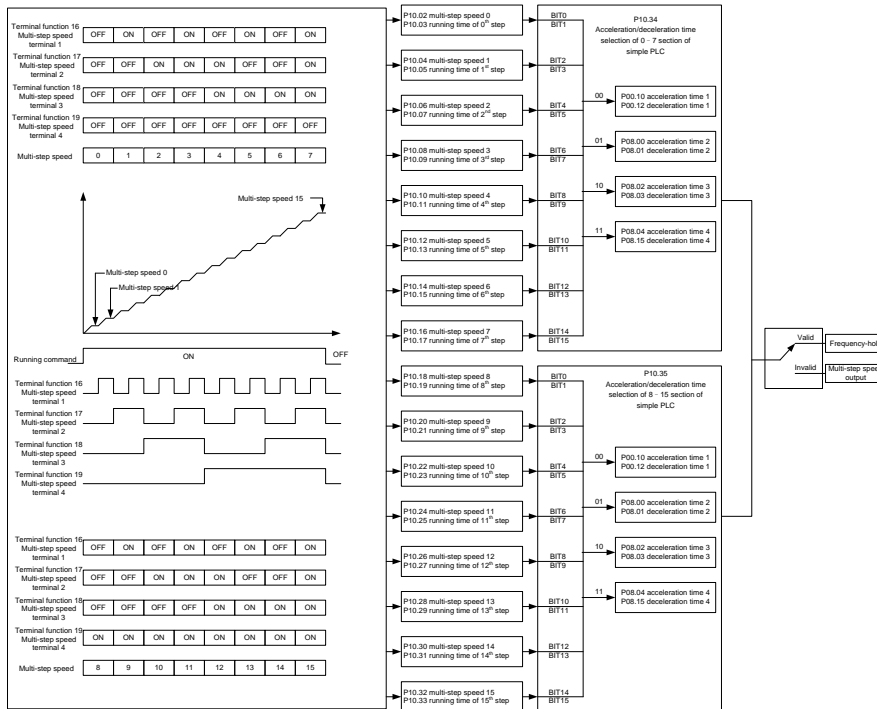 Terminal function 16
Multi-step speed
terminal 1
OFF ON OFF ON OFF ON OFF ON
Terminal function 17
Multi-step speed
terminal 2
OFF OFF ON ON OFF OFF ON ON
Terminal function 18
Multi-step speed
terminal 3
OFF OFF OFF OFF ON ON ON ON
Terminal function 19
Multi-step speed
terminal 4
OFF OFF OFF OFF OFF OFF OFF OFF
Multi-step speed 0 1 2 3 4 5 6 7
Multi-step speed 15
Multi-step speed 0
Multi-step speed 1
Running command ON OFF
Terminal function 16
Multi-step speed
terminal 1
Terminal function 17
Multi-step speed
terminal 2
Terminal function 18
Multi-step speed
terminal 3
Terminal function 19
Multi-step speed
terminal 4
Terminal function 16
Multi-step speed
terminal 1
OFF ON OFF ON OFF ON OFF ON
Terminal function 17
Multi-step speed
terminal 2
OFF OFF ON ON OFF OFF ON ON
Terminal function 18
Multi-step speed
terminal 3
OFF OFF OFF OFF ON ON ON ON
Terminal function 19
Multi-step speed
terminal 4
ON ON ON ON ON ON ON ON
Multi-step speed 8 9 10 11 12 13 14 15
P10.02 multi-step speed 0
P10.03 running time of 0th step
P10.04 multi-step speed 1
P10.05 running time of 1st step
P10.06 multi-step speed 2
P10.07 running time of 2nd step
P10.08 multi-step speed 3
P10.09 running time of 3rd step
P10.10 multi-step speed 4
P10.11 running time of 4th step
P10.12 multi-step speed 5
P10.13 running time of 5th step
P10.14 multi-step speed 6
P10.15 running time of 6th step
P10.16 multi-step speed 7
P10.17 running time of 7th step
P10.18 multi-step speed 8
P10.19 running time of 8th step
P10.20 multi-step speed 9
P10.21 running time of 9th step
P10.22 multi-step speed 10
P10.23 running time of 10th step
P10.24 multi-step speed 11
P10.25 running time of 11th step
P10.26 multi-step speed 12
P10.27 running time of 12th step
P10.28 multi-step speed 13
P10.29 running time of 13th step
P10.30 multi-step speed 14
P10.31 running time of 14th step
P10.32 multi-step speed 15
P10.33 running time of 15th step
BIT0
BIT1
BIT2
BIT3
BIT4
BIT5
BIT6
BIT7
BIT8
BIT9
BIT10
BIT11
BIT12
BIT13
BIT14
BIT15
P10.34
Acceleration/deceleration time
selection of 0 - 7 section of
simple PLC
00
P00.10 acceleration time 1
P00.12 deceleration time 1
01
P08.00 acceleration time 2
P08.01 deceleration time 2
10
P08.02 acceleration time 3
P08.03 deceleration time 3
11
P08.04 acceleration time 4
P08.15 deceleration time 4
BIT0
BIT1
BIT2
BIT3
BIT4
BIT5
BIT6
BIT7
BIT8
BIT9
BIT10
BIT11
BIT12
BIT13
BIT14
BIT15
P10.35
Acceleration/deceleration time
selection of 8 - 15 section of
simple PLC
00
P00.10 acceleration time 1
P00.12 deceleration time 1
01
P08.00 acceleration time 2
P08.01 deceleration time 2
10
P08.02 acceleration time 3
P08.03 deceleration time 3
11
P08.04 acceleration time 4
P08.15 deceleration time 4
Valid
Invalid
Frequency-hol
Multi-step spee
output